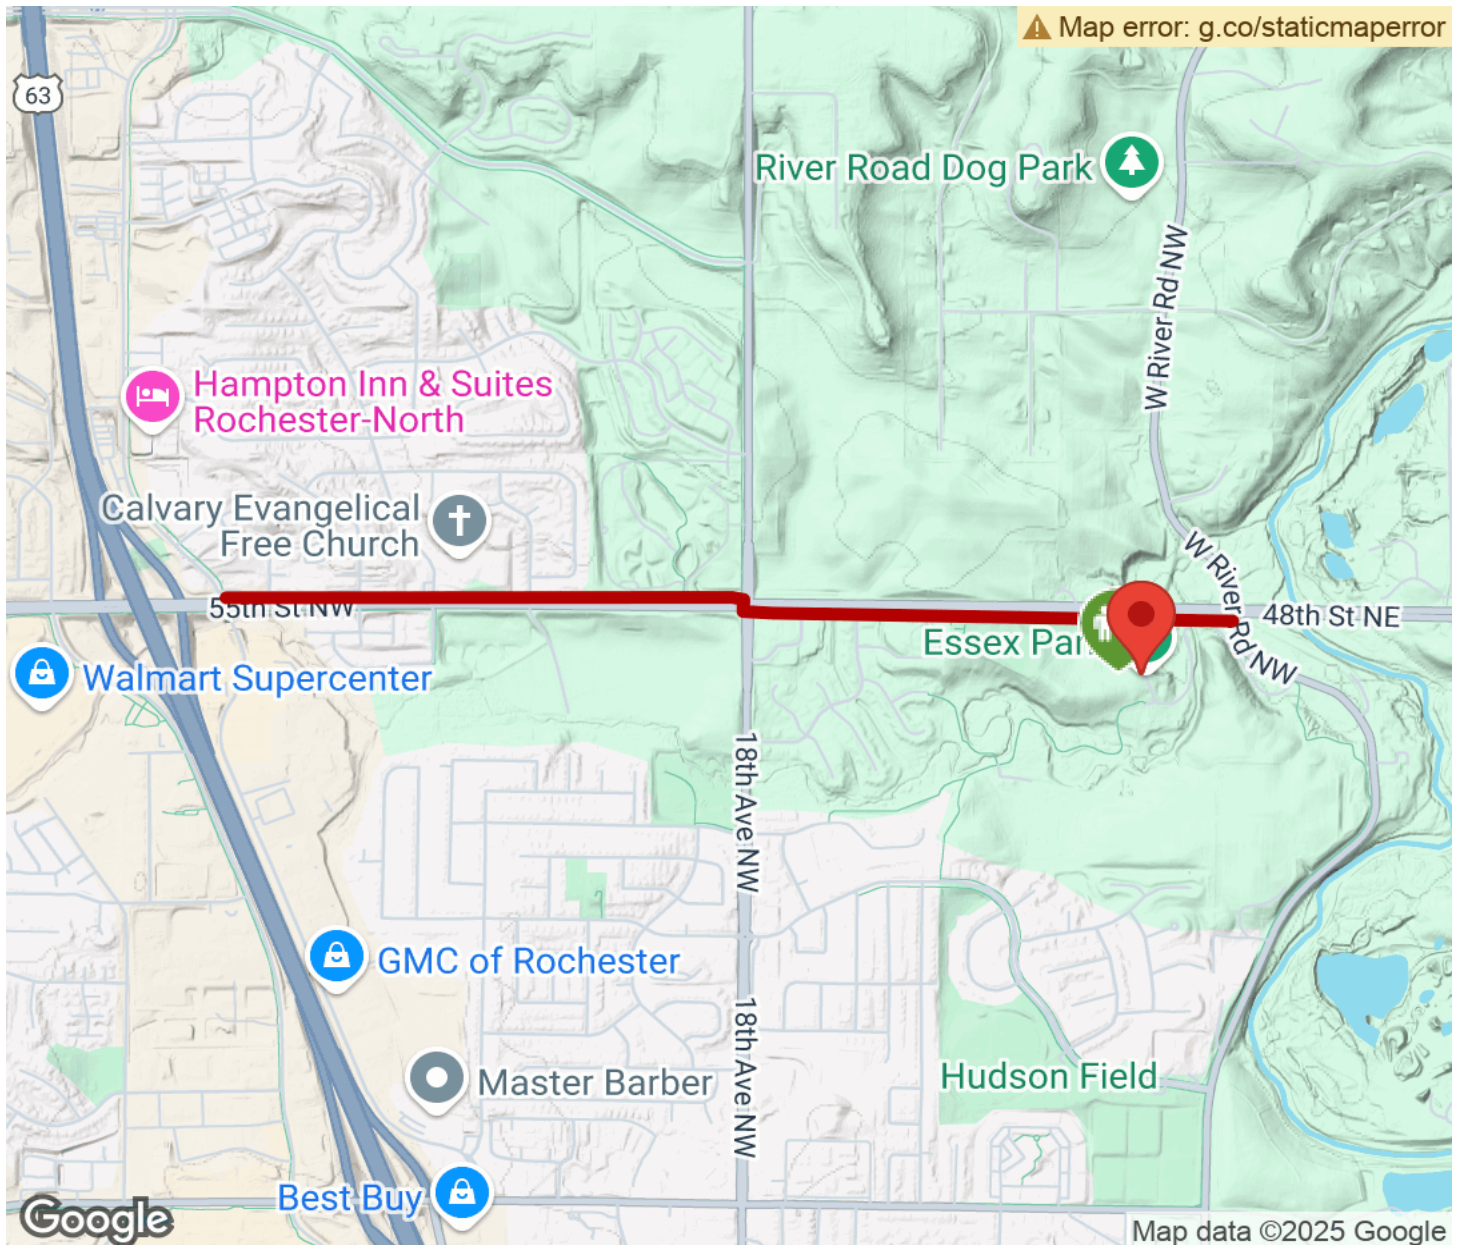 Map error: g.co/staticmaperror
63
River Road Dog Park
W River Rd NW
Hampton Inn & Suites
Rochester-North
Calvary Evangelical
Free Church
55th St NW
W River Rd NW
48th St NE
Essex Par
Walmart Supercenter
18th Ave NW
GMC of Rochester
18th Ave NW
Hudson Field
Master Barber
Best Buy
Google
Map data ©2025 Google